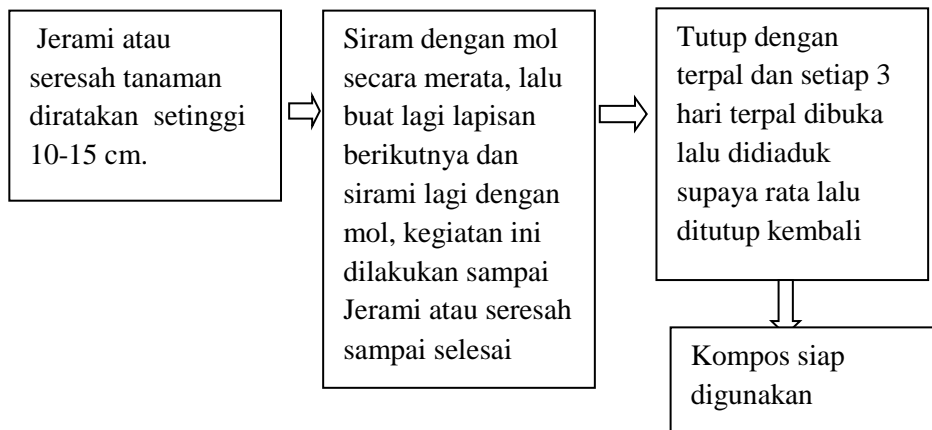 Jerami atau
seresah tanaman
diratakan setinggi
10-15 cm.
Siram dengan mol
secara merata, lalu
buat lagi lapisan
berikutnya dan
sirami lagi dengan
mol, kegiatan ini
dilakukan sampai
Jerami atau seresah
sampai selesai
Tutup dengan
terpal dan setiap 3
hari terpal dibuka
lalu didiaduk
supaya rata lalu
ditutup kembali
Kompos siap
digunakan